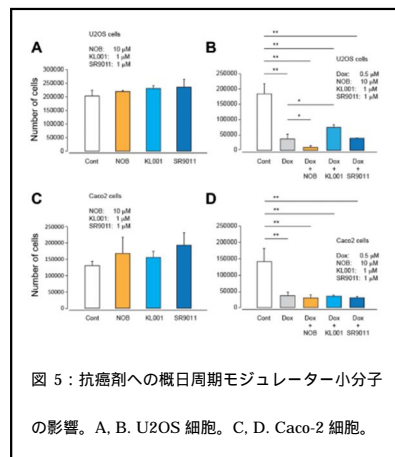 A
U2OS cells
NOB: 10 μM
KL001: 1 μM
SR9011: 1 μM
Number of cells
300000
250000
200000
150000
100000
50000
0
Cont NOB KL001 SR9011
B
U2OS cells
Dox: 0.5 μM
NOB: 10 μM
KL001: 1 μM
SR9011: 1 μM
**
**
**
**
*
*
250000
200000
150000
100000
50000
0
Cont Dox Dox + NOB Dox + KL001 Dox + SR9011
C
Caco2 cells
NOB: 10 μM
KL001: 1 μM
SR9011: 1 μM
Number of cells
250000
200000
150000
100000
50000
0
Cont NOB KL001 SR9011
D
Caco2 cells
Dox: 0.5 μM
NOB: 10 μM
KL001: 1 μM
SR9011: 1 μM
**
**
**
**
250000
200000
150000
100000
50000
0
Cont Dox Dox + NOB Dox + KL001 Dox + SR9011
図 5：抗癌剤への概日周期モジュレーター小分子
の影響。A, B. U2OS 細胞。C, D. Caco-2 細胞。